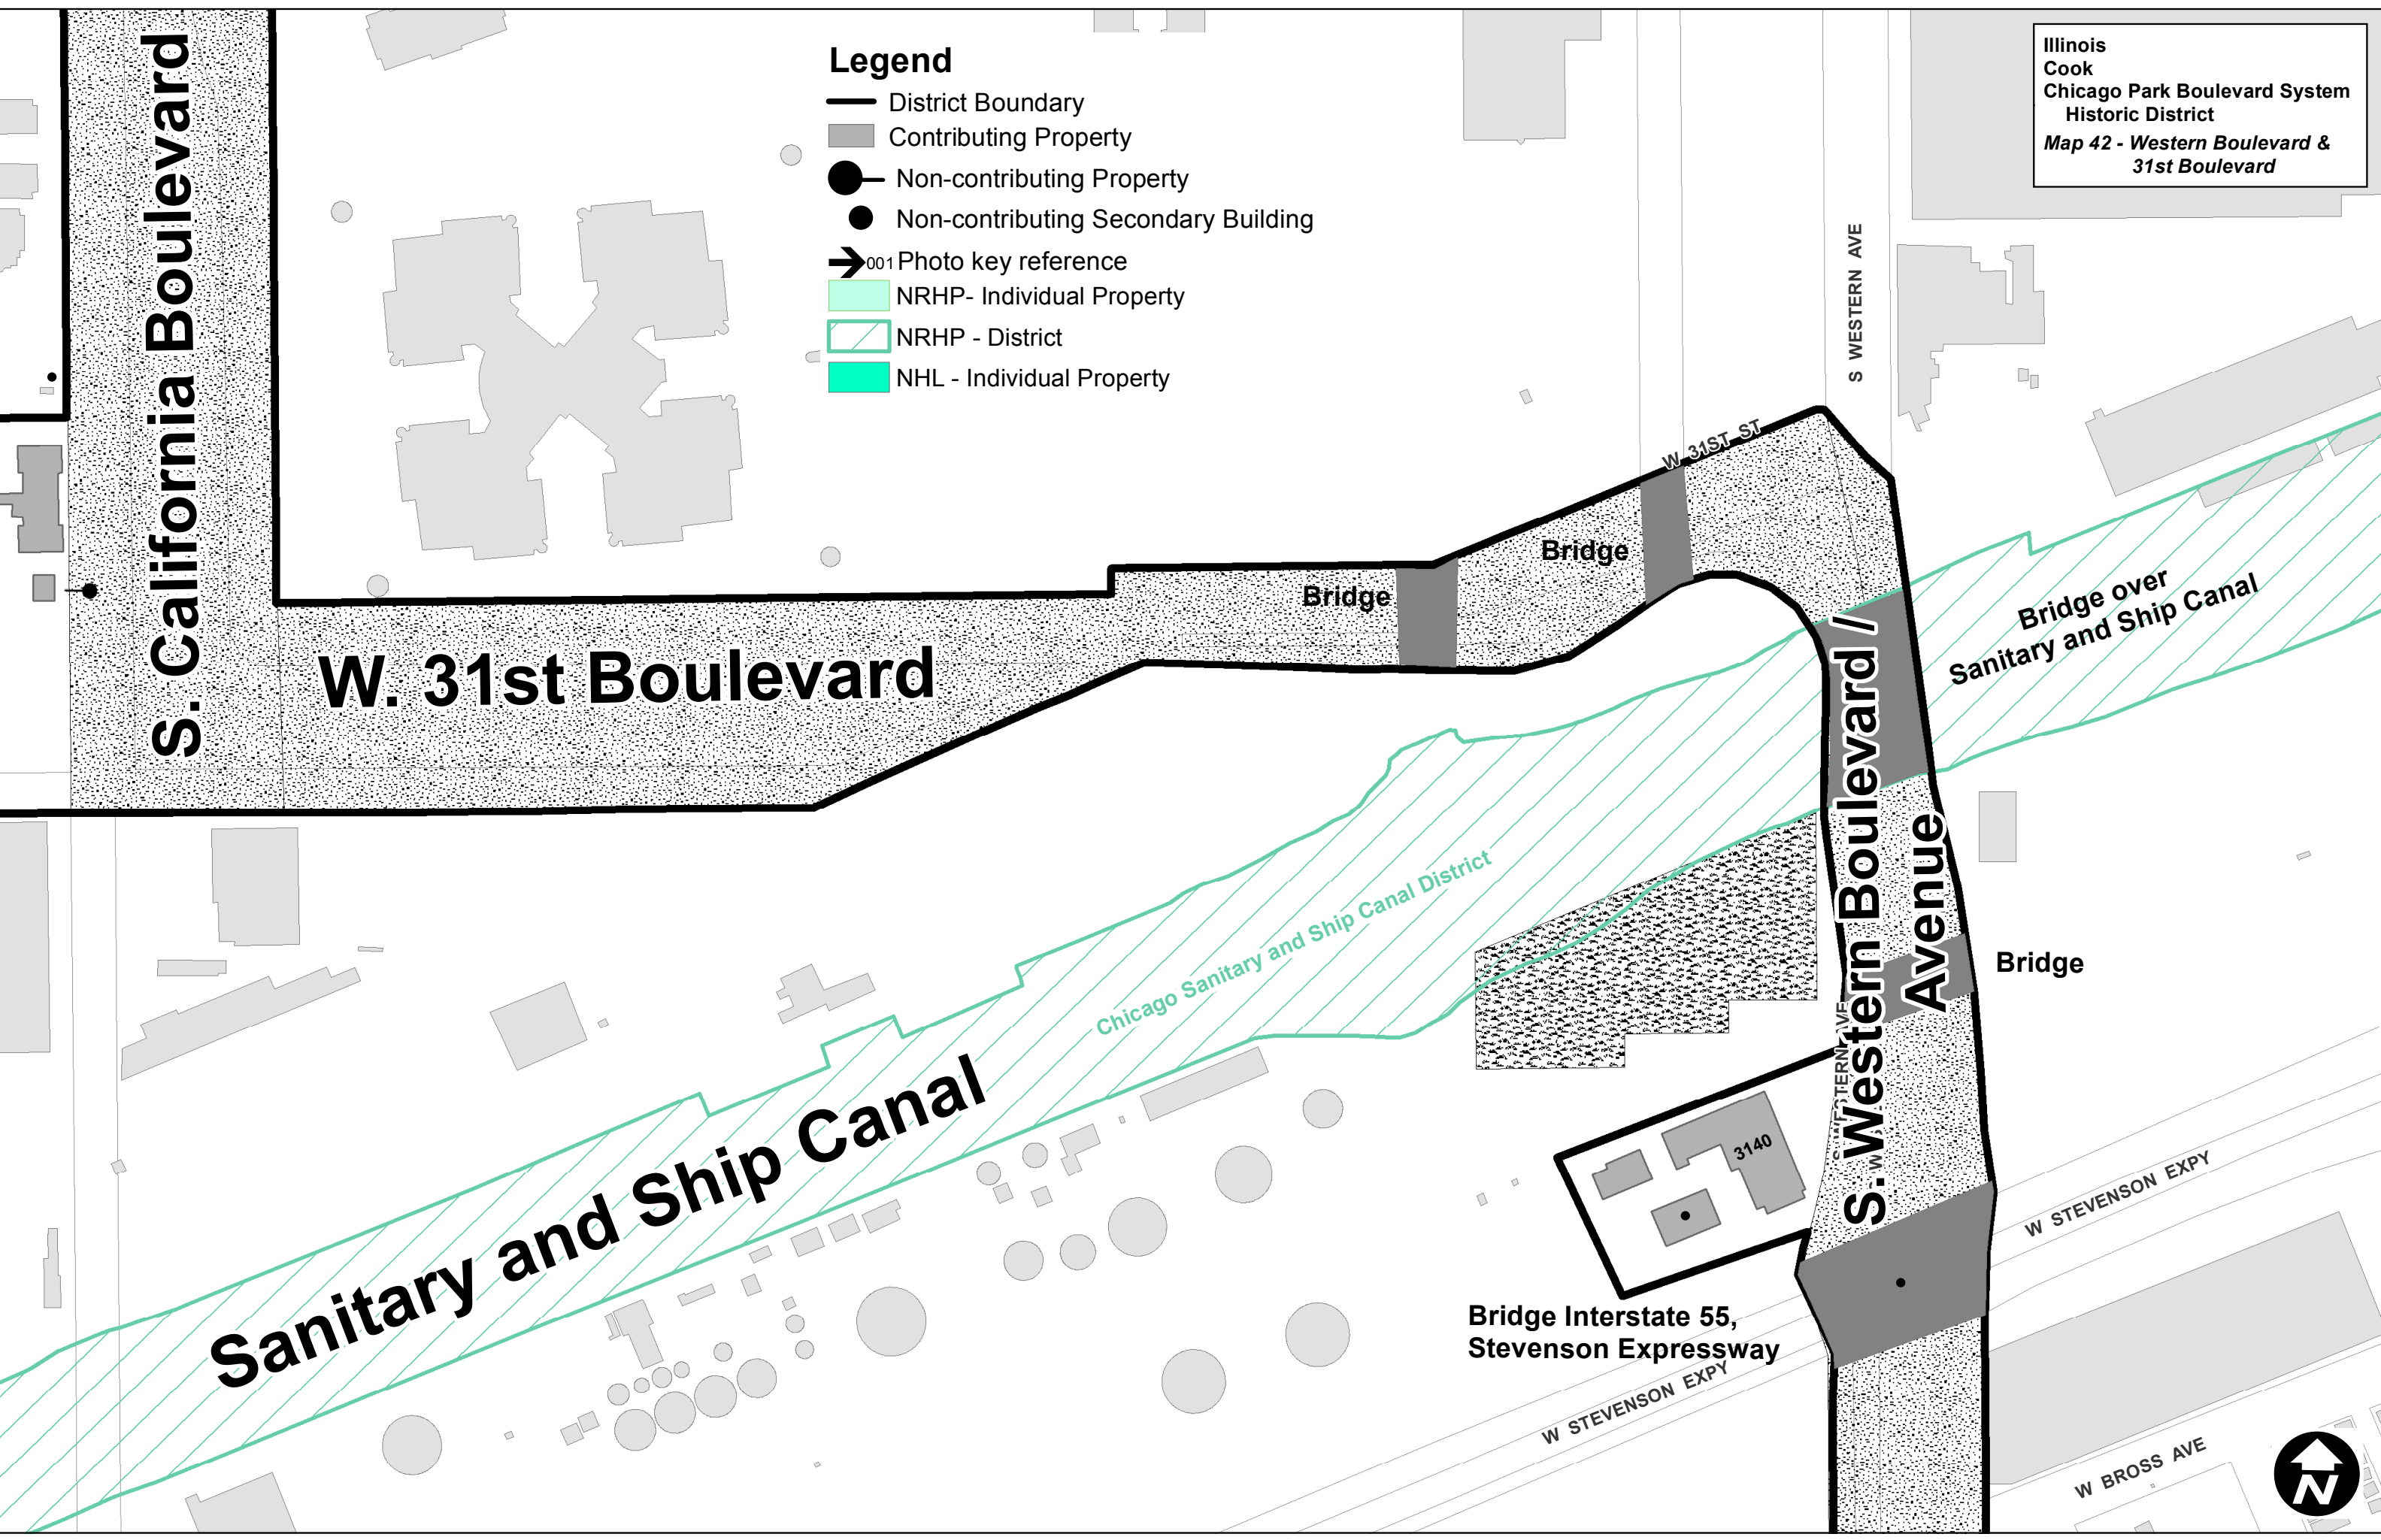 Legend
District Boundary
Contributing Property
Non-contributing Property
Non-contributing Secondary Building
001 Photo key reference
NRHP- Individual Property
NRHP - District
NHL - Individual Property
Illinois
Cook
Chicago Park Boulevard System
Historic District
Map 42 - Western Boulevard &
31st Boulevard
S. California Boulevard
S WESTERN AVE
W 31ST ST
Bridge
Bridge
Bridge over
Sanitary and Ship Canal
W. 31st Boulevard
S. Western Boulevard /
Avenue
Chicago Sanitary and Ship Canal District
Bridge
Sanitary and Ship Canal
3140
W STEVENSON EXPY
Bridge Interstate 55,
Stevenson Expressway
W STEVENSON EXPY
W BROSS AVE
N